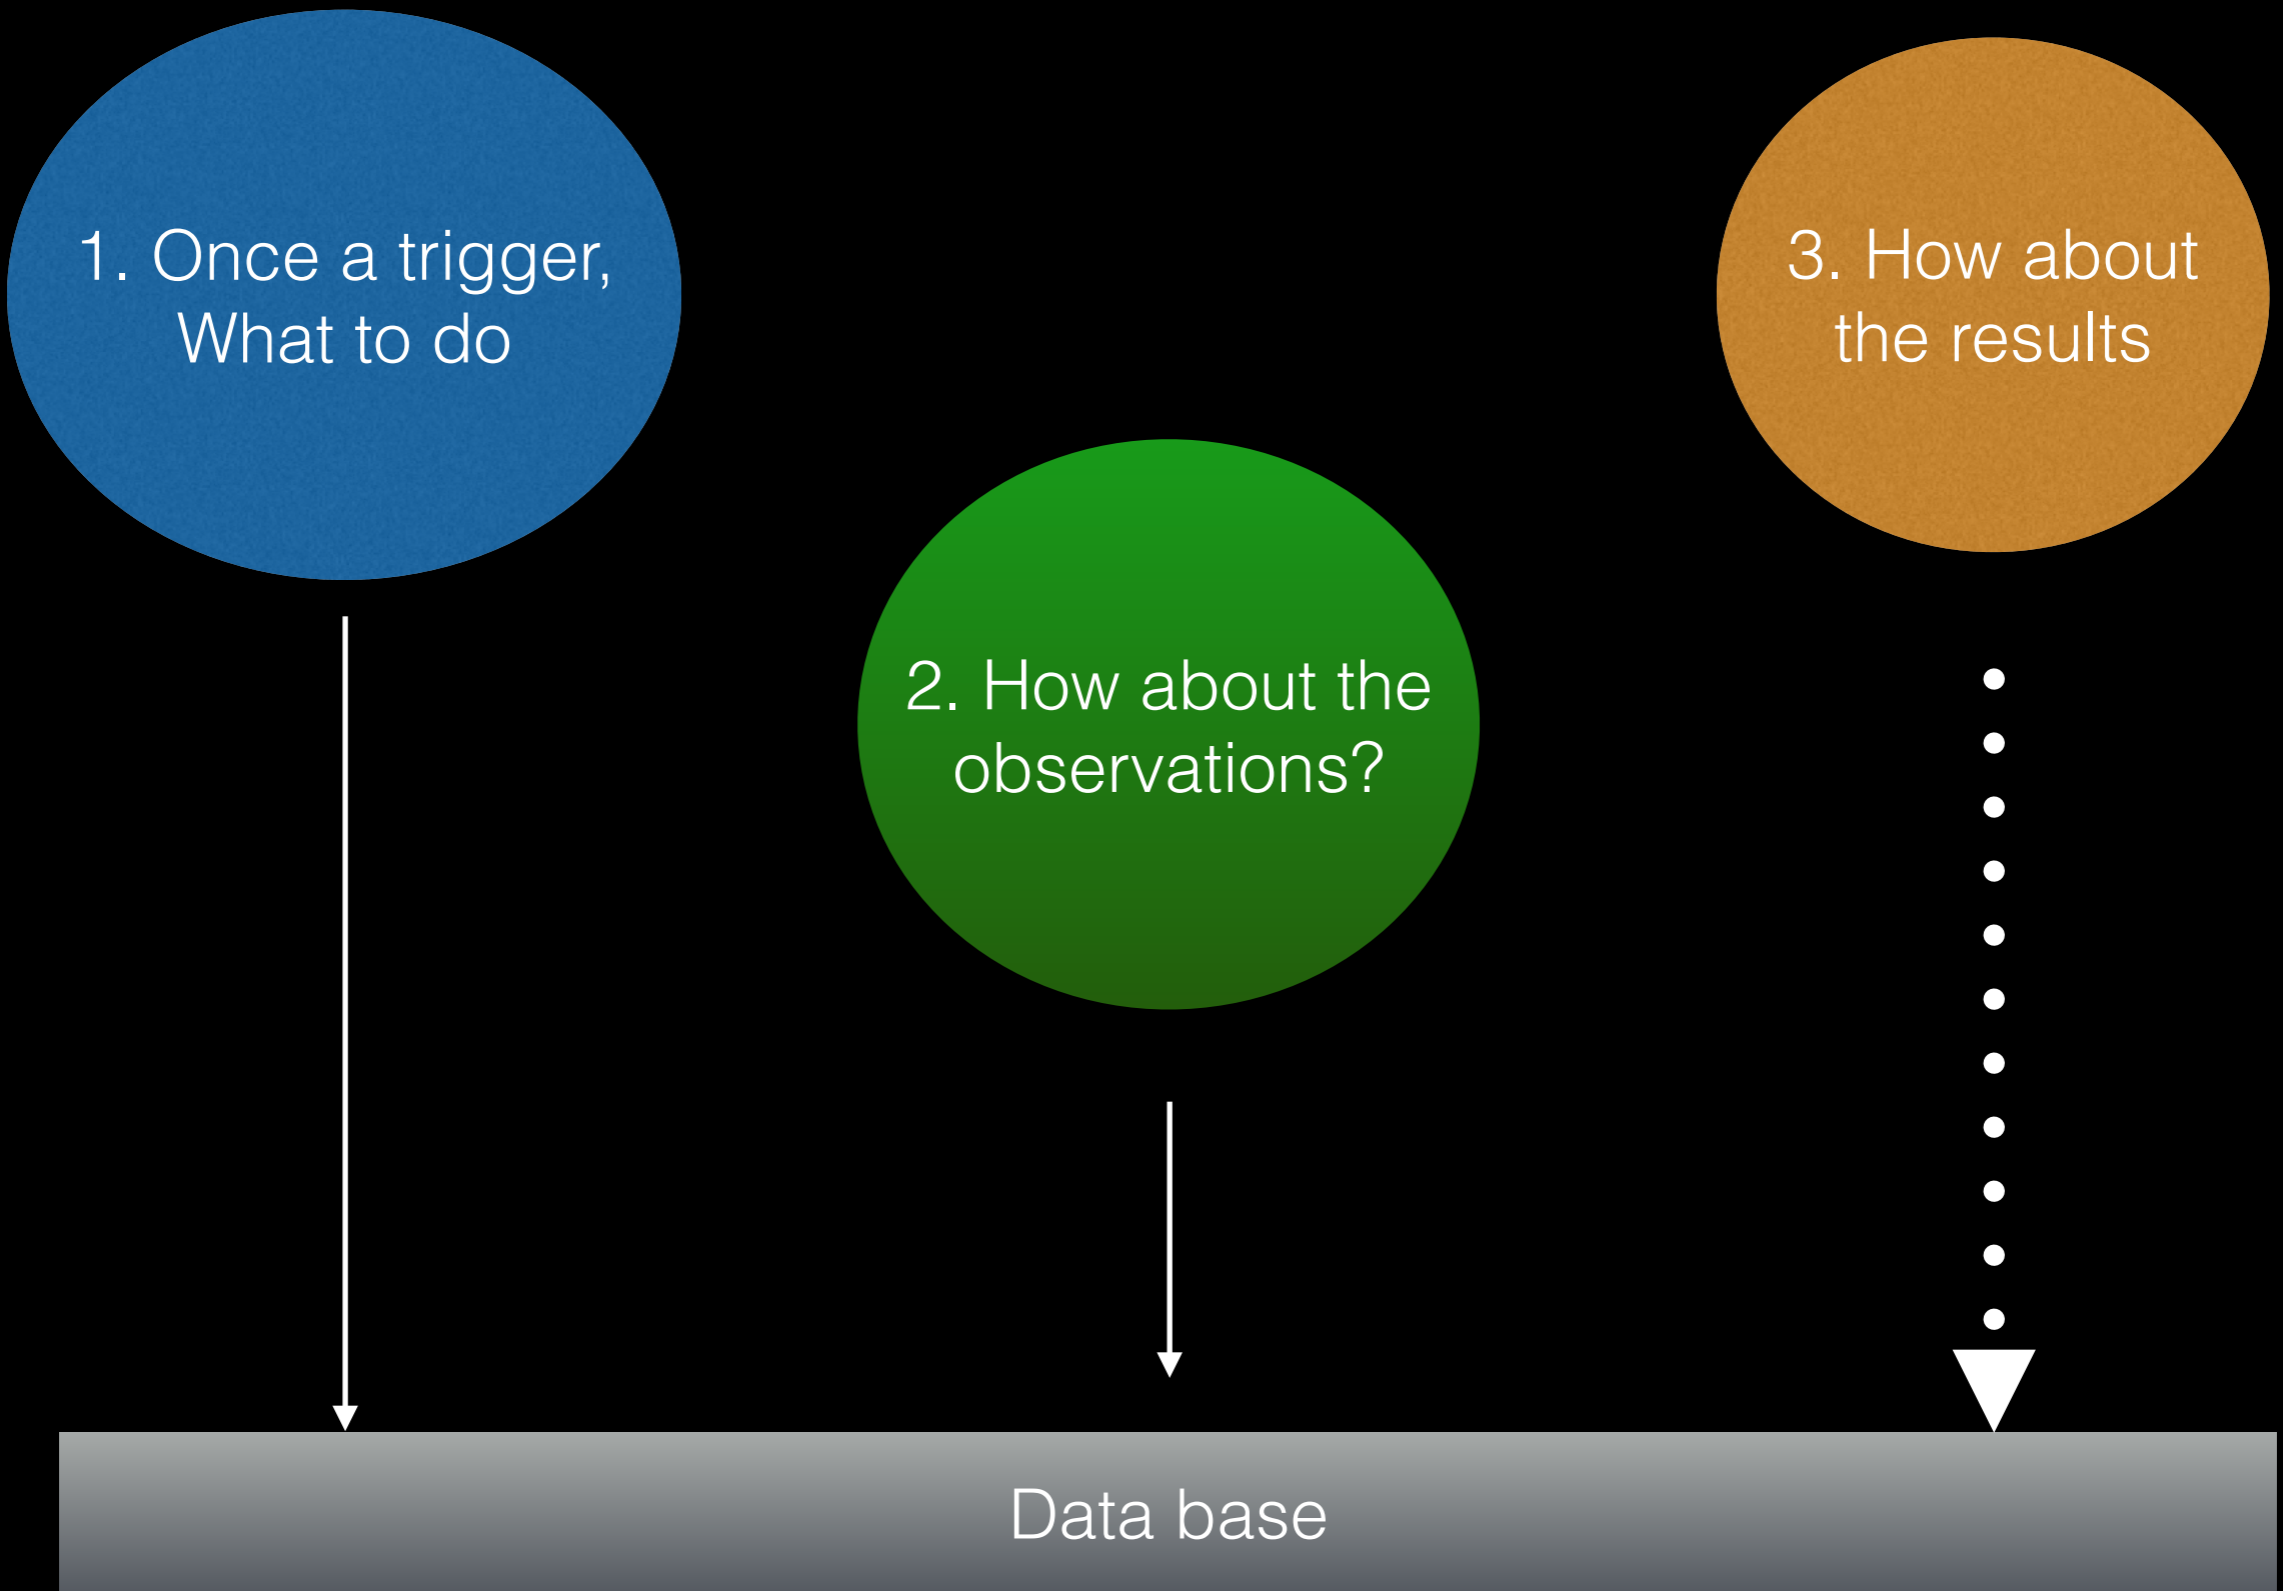 1. Once a trigger,
What to do
2. How about the
observations?
3. How about
the results
Data base